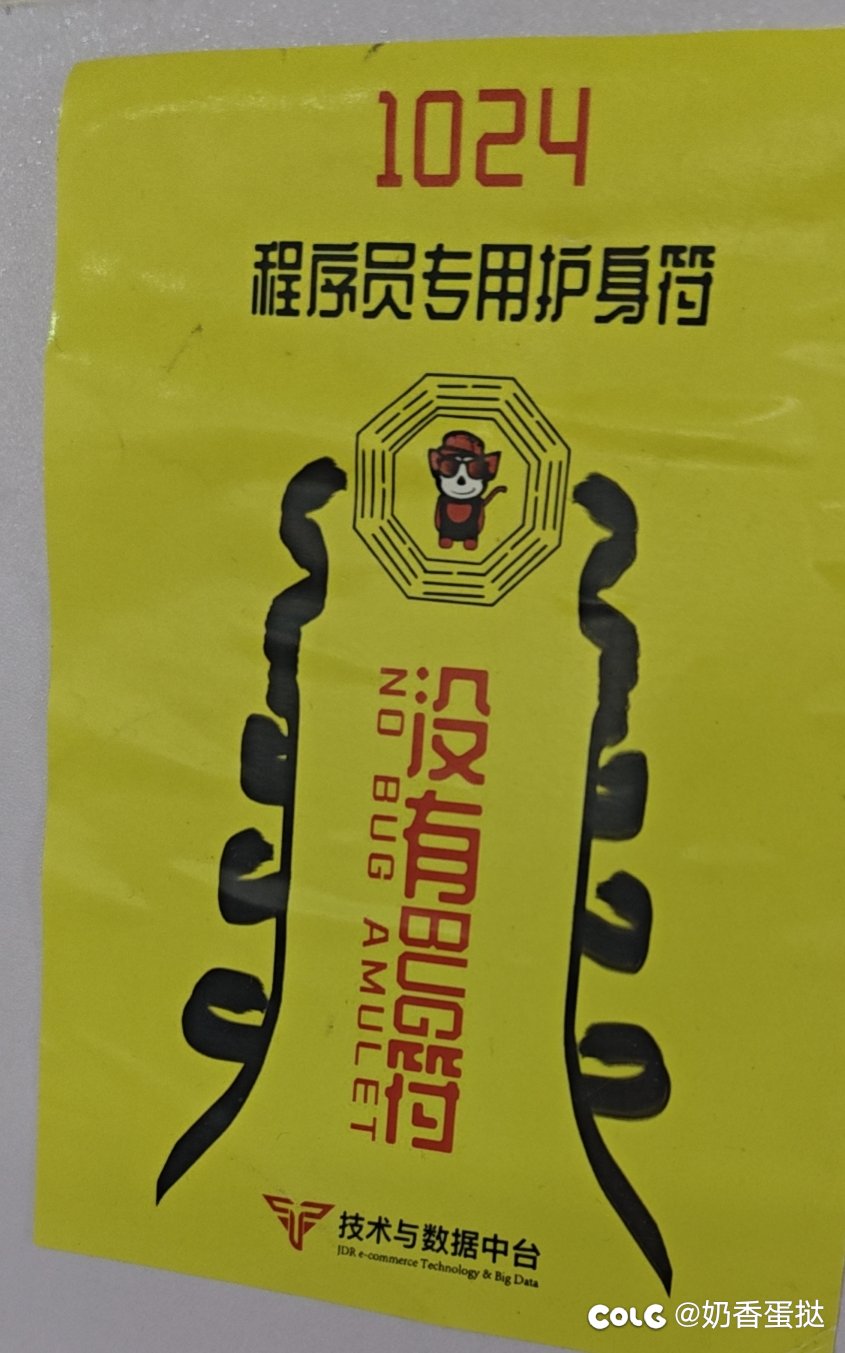 1024
程序员专用护身符
没有BUG符
NO BUG AMULET
技术与数据中台
JDR e-commerce Technology & Big Data
COLG @奶香蛋挞